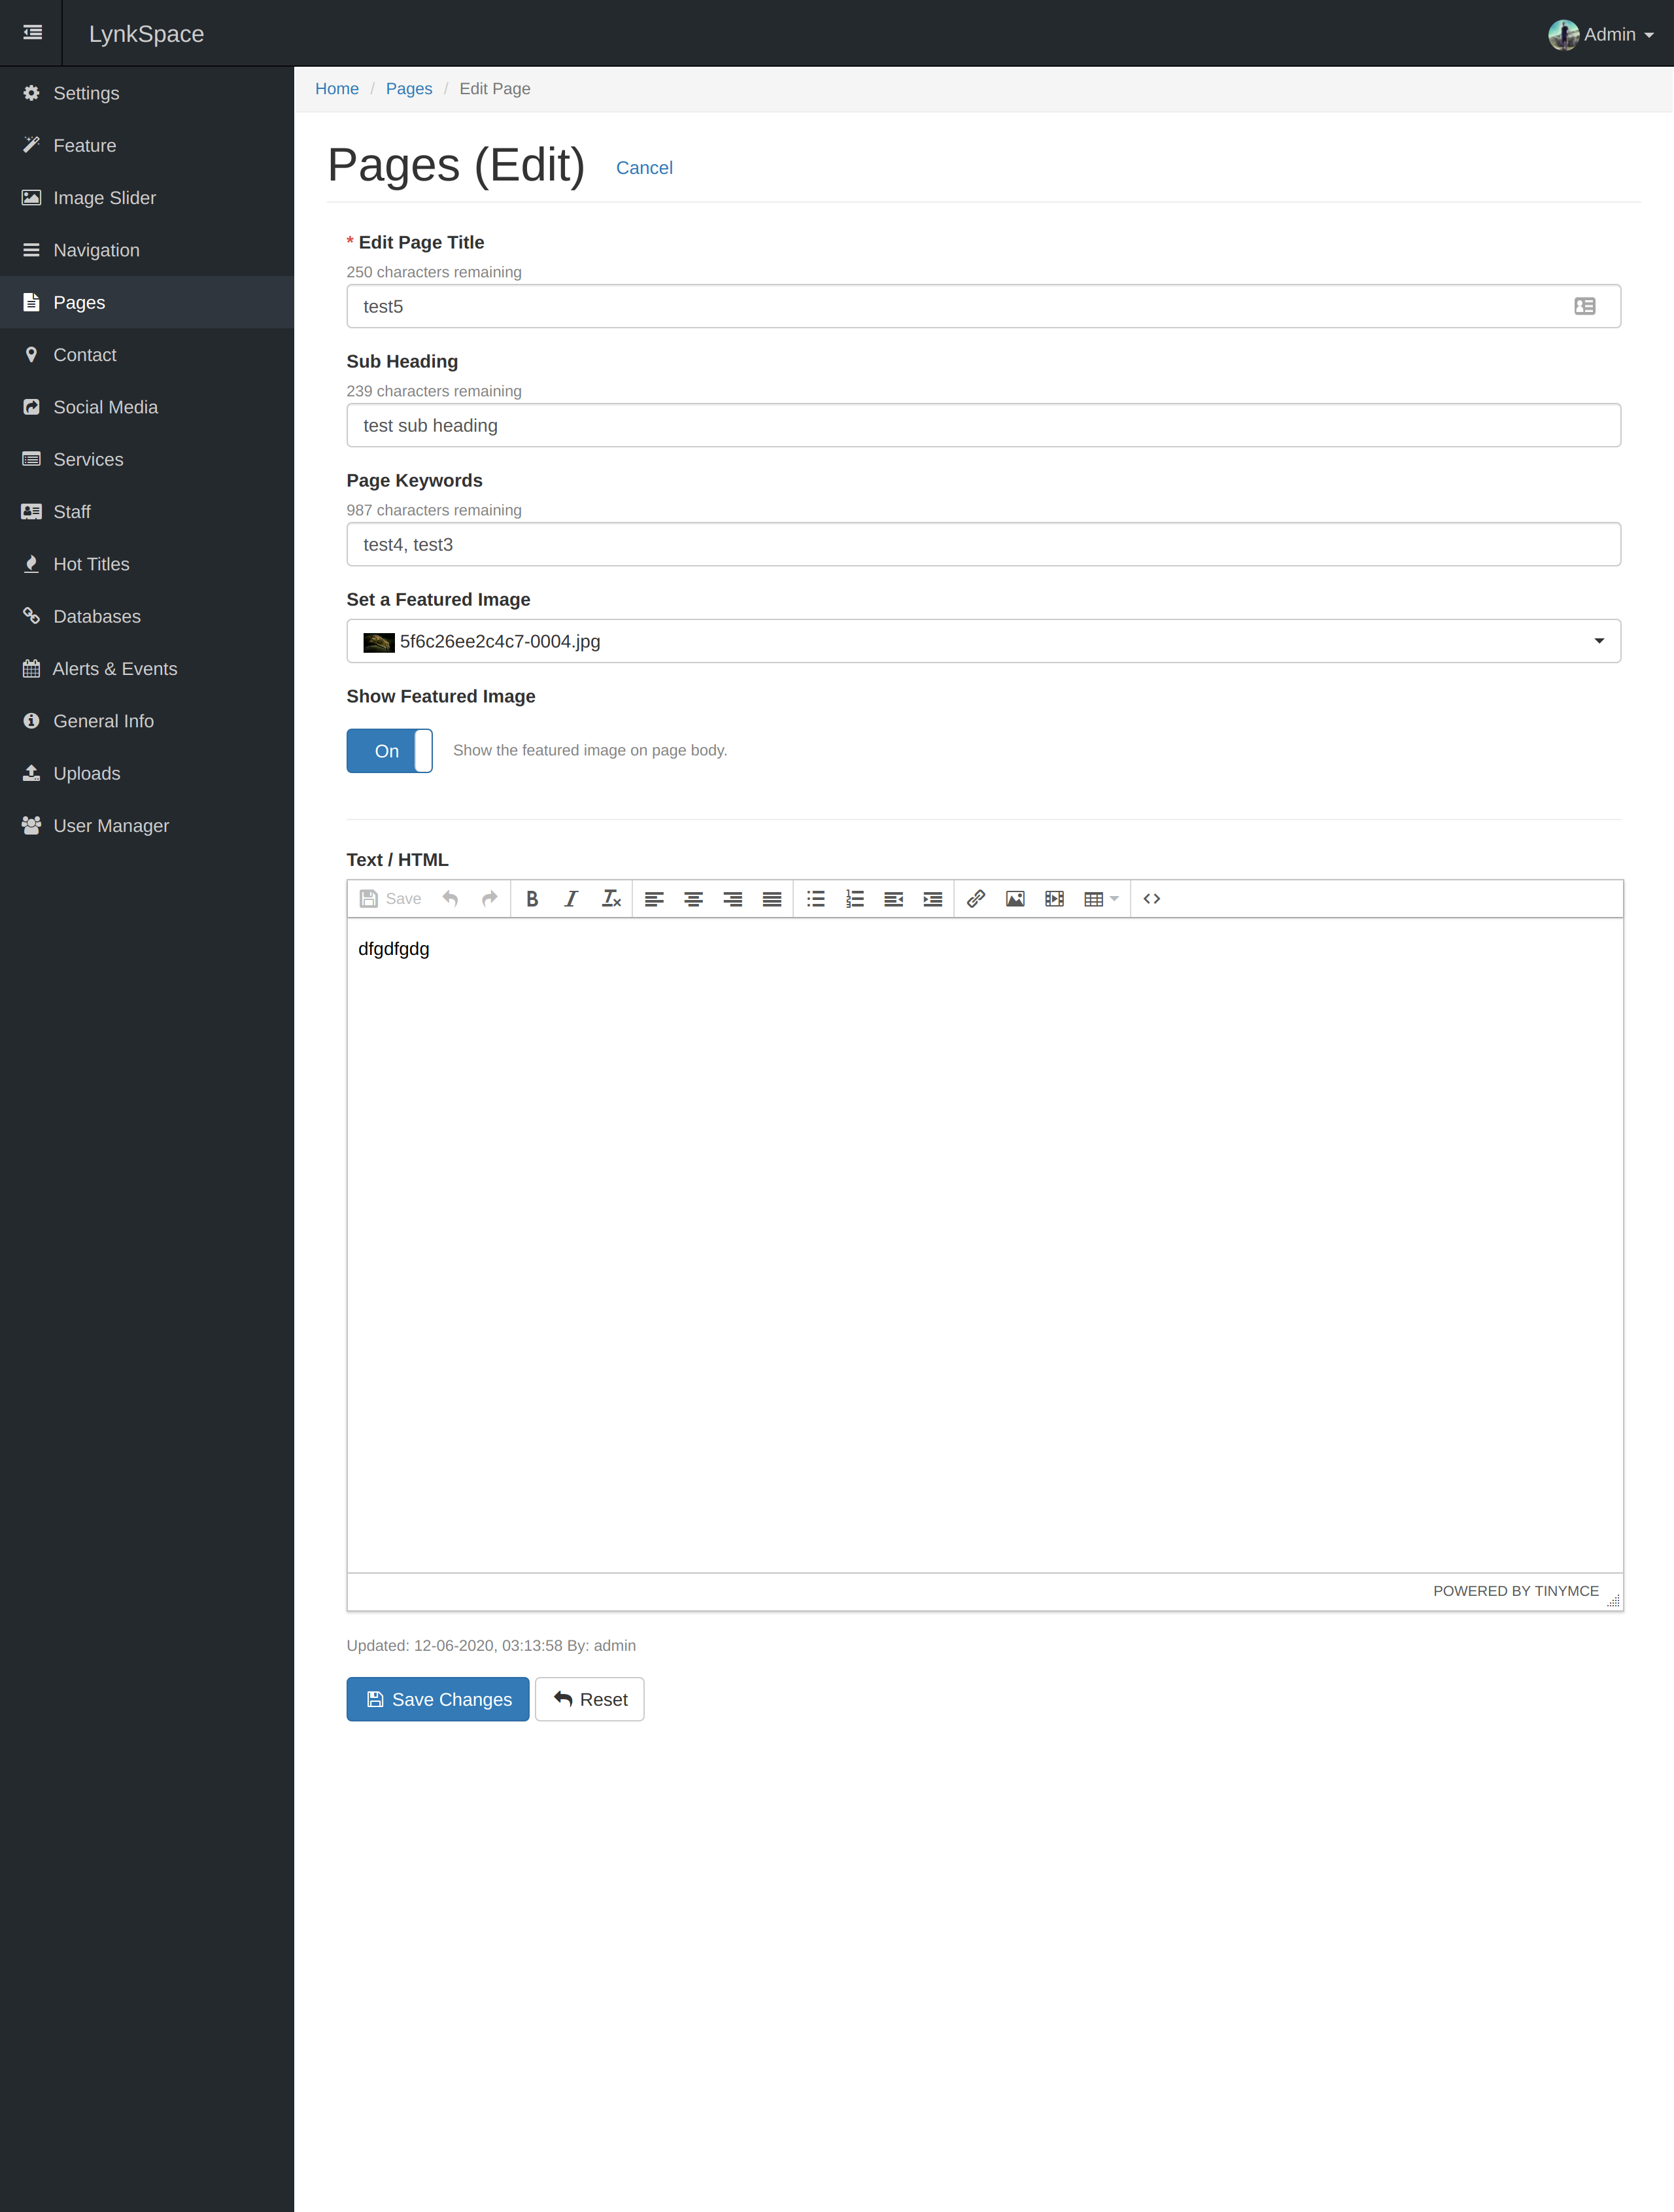 LynkSpace
Admin
Settings
Feature
Image Slider
Navigation
Pages
Contact
Social Media
Services
Staff
Hot Titles
Databases
Alerts & Events
General Info
Uploads
User Manager
Home / Pages / Edit Page
Pages (Edit) Cancel
* Edit Page Title
250 characters remaining
test5
Sub Heading
239 characters remaining
test sub heading
Page Keywords
987 characters remaining
test4, test3
Set a Featured Image
5f6c26ee2c4c7-0004.jpg
Show Featured Image
On Show the featured image on page body.
Text / HTML
Save
dfgdfgdg
POWERED BY TINYMCE
Updated: 12-06-2020, 03:13:58 By: admin
Save Changes Reset